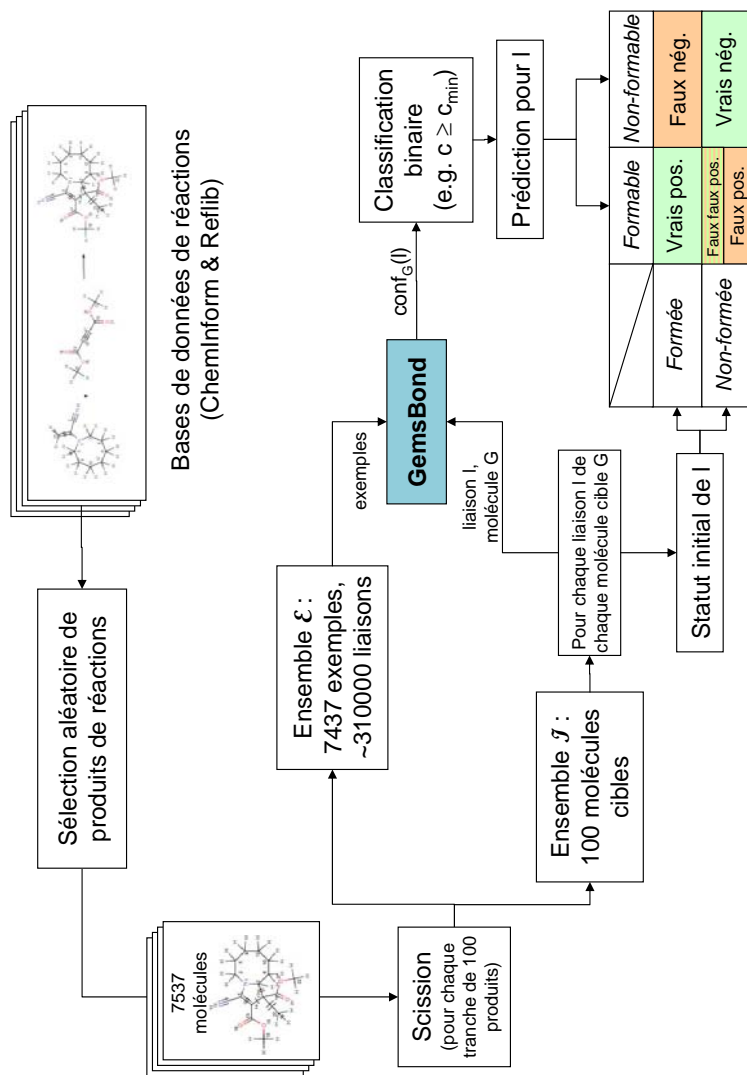 Bases de données de réactions
(ChemInform & Reflib)
Sélection aléatoire de
produits de réactions
7537
molécules
Scission
(pour chaque
tranche de 100
produits)
Ensemble ℰ :
7437 exemples,
~310000 liaisons
Ensemble 𝒯 :
100 molécules
cibles
exemples
GemsBond
liaison l,
molécule G
Pour chaque liaison l de
chaque molécule cible G
conf_G(l)
Classification
binaire
(e.g. c ≥ c_min)
Prédiction pour l
Statut initial de l
Formable
Non-formable
Formée
Vrais pos.
Faux nég.
Non-formée
Faux faux pos.
Faux pos.
Vrais nég.